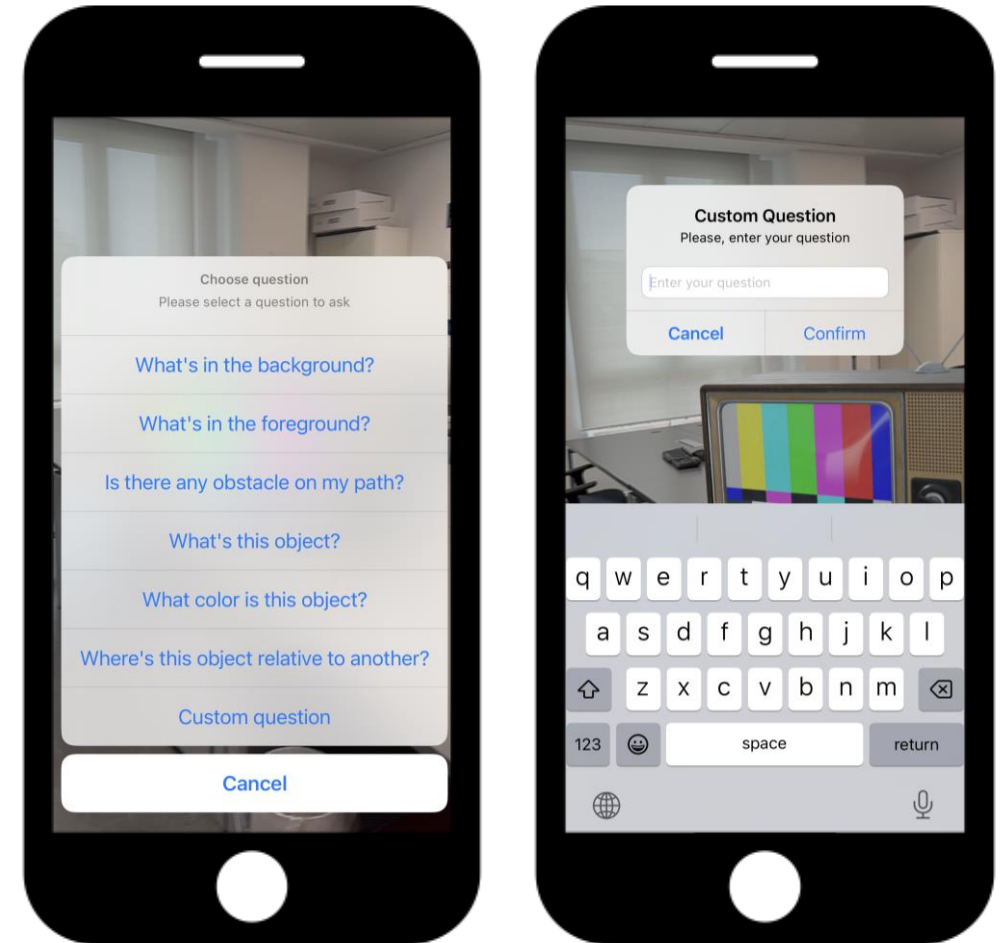 Choose question
Please select a question to ask
What's in the background?
What's in the foreground?
Is there any obstacle on my path?
What's this object?
What color is this object?
Where's this object relative to another?
Custom question
Cancel
Custom Question
Please, enter your question
Enter your question
Cancel Confirm
q w e r t y u i o p
a s d f g h j k l
z x c v b n m
123 space return